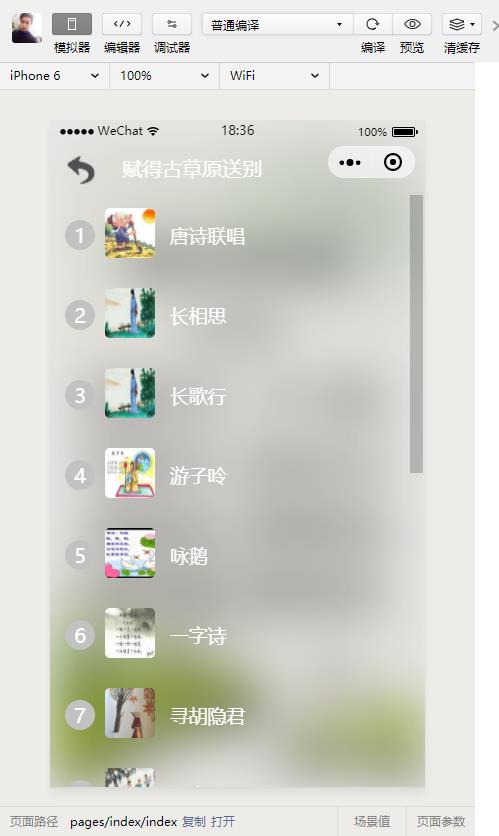 普通编译
模拟器 编辑器 调试器 编译 预览 清缓存
iPhone 6 100% WiFi
WeChat 18:36 100%
赋得古草原送别
1 唐诗联唱
2 长相思
3 长歌行
4 游子吟
5 咏鹅
6 一字诗
7 寻胡隐君
页面路径 pages/index/index 复制 打开 场景值 页面参数